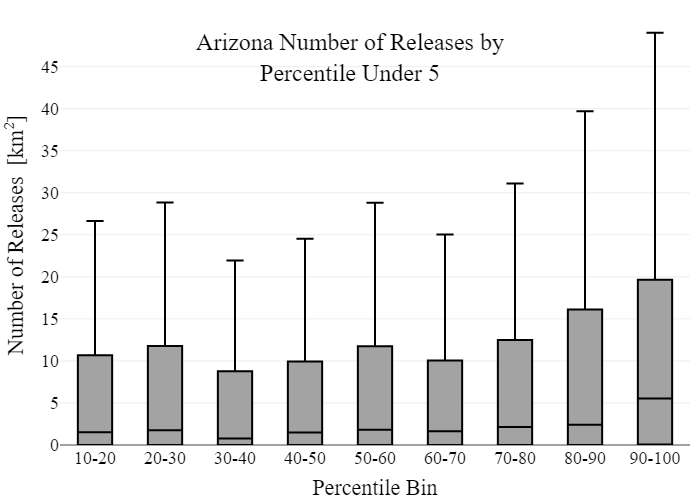 Arizona Number of Releases by
Percentile Under 5
Number of Releases [km²]
45
40
35
30
25
20
15
10
5
0
10-20 20-30 30-40 40-50 50-60 60-70 70-80 80-90 90-100
Percentile Bin